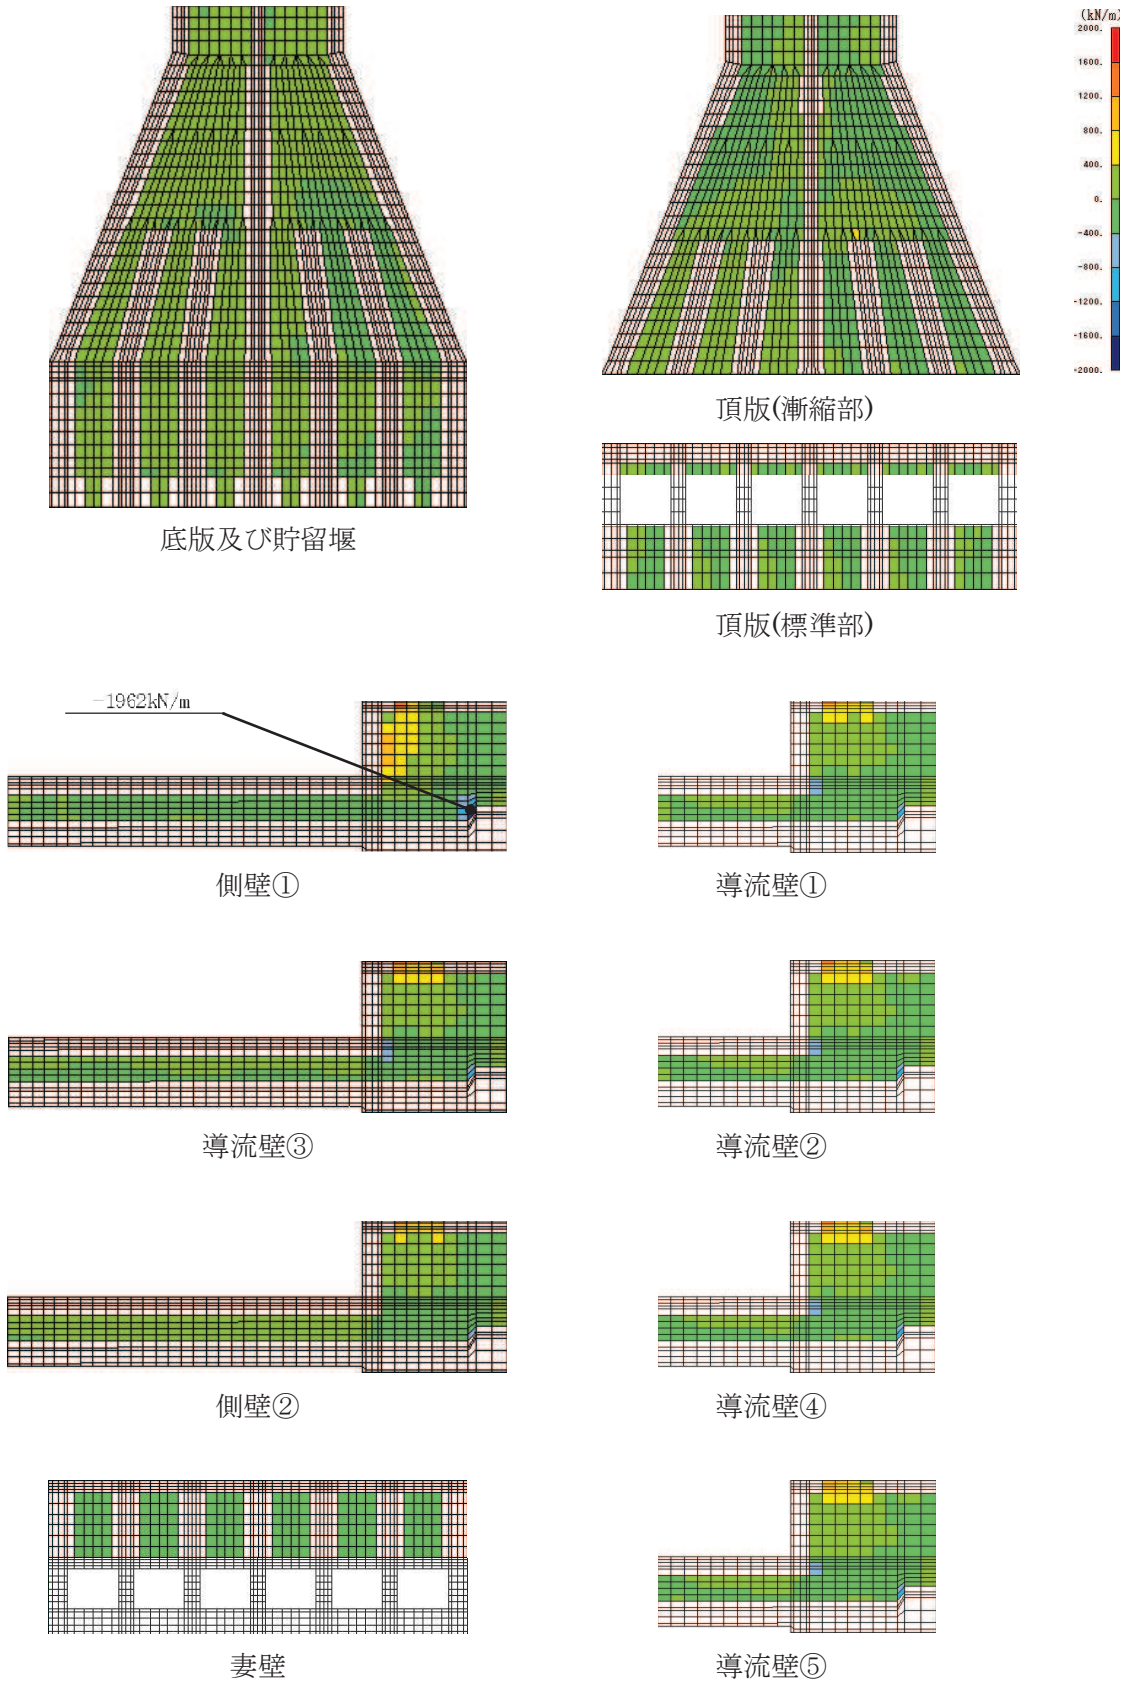 (kN/m)
2000.
1600.
1200.
800.
400.
0.
-400.
-800.
-1200.
-1600.
-2000.
底版及び貯留堰
頂版(漸縮部)
頂版(標準部)
-1962kN/m
側壁①
導流壁①
導流壁③
導流壁②
側壁②
導流壁④
妻壁
導流壁⑤